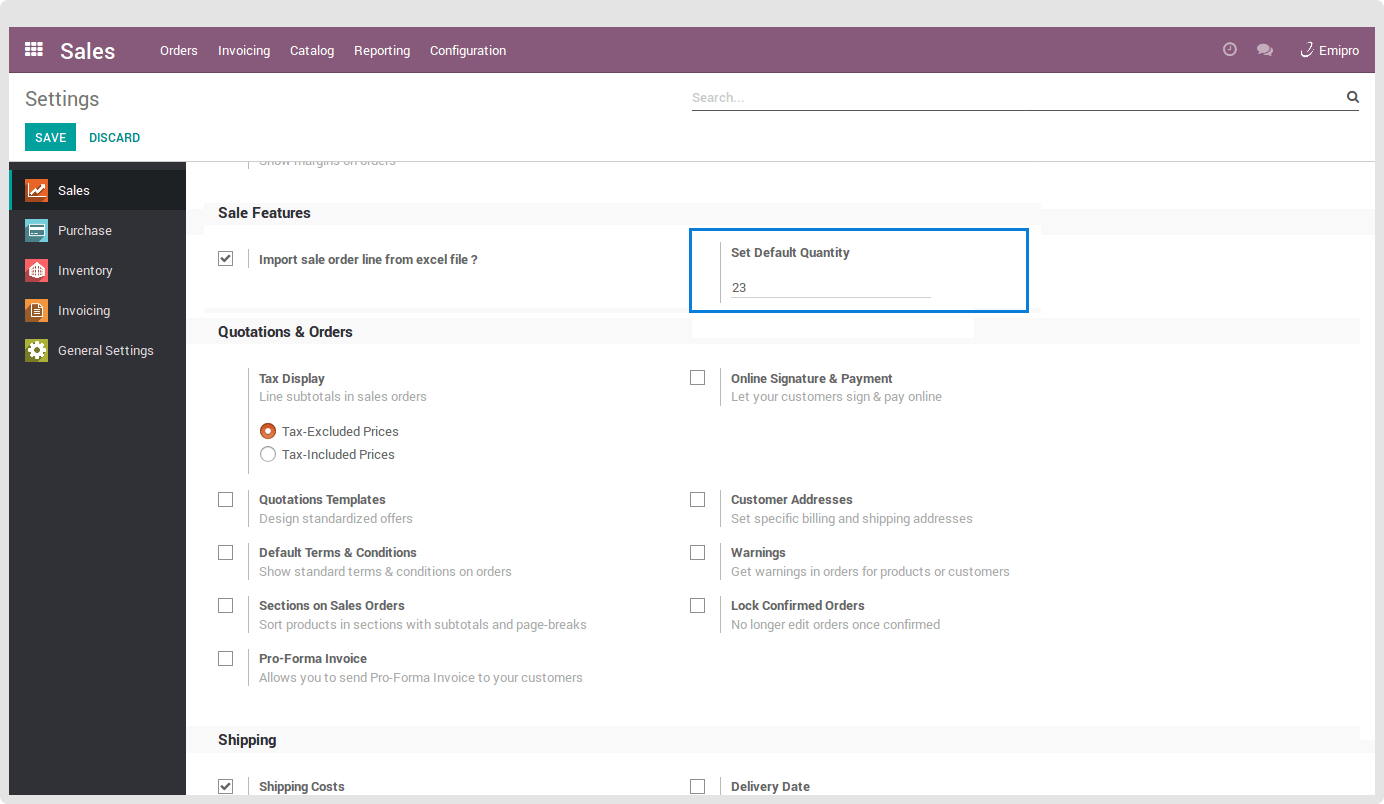 Sales
Orders
Invoicing
Catalog
Reporting
Configuration
Emipro
Settings
Search...
SAVE
DISCARD
Show margins on orders
Sales
Purchase
Inventory
Invoicing
General Settings
Sale Features
Import sale order line from excel file ?
Set Default Quantity
23
Quotations & Orders
Tax Display
Line subtotals in sales orders
Tax-Excluded Prices
Tax-Included Prices
Online Signature & Payment
Let your customers sign & pay online
Quotations Templates
Design standardized offers
Customer Addresses
Set specific billing and shipping addresses
Default Terms & Conditions
Show standard terms & conditions on orders
Warnings
Get warnings in orders for products or customers
Sections on Sales Orders
Sort products in sections with subtotals and page-breaks
Lock Confirmed Orders
No longer edit orders once confirmed
Pro-Forma Invoice
Allows you to send Pro-Forma Invoice to your customers
Shipping
Shipping Costs
Delivery Date